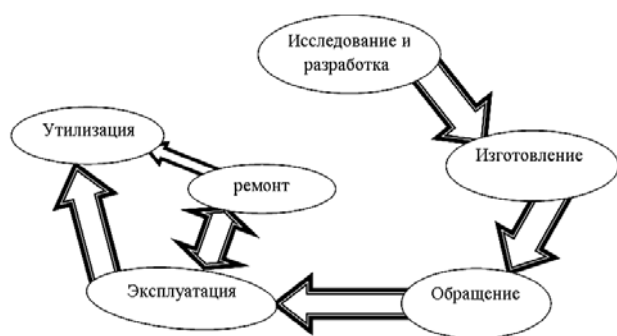 Исследование и
разработка
Утилизация
Изготовление
ремонт
Эксплуатация
Обращение